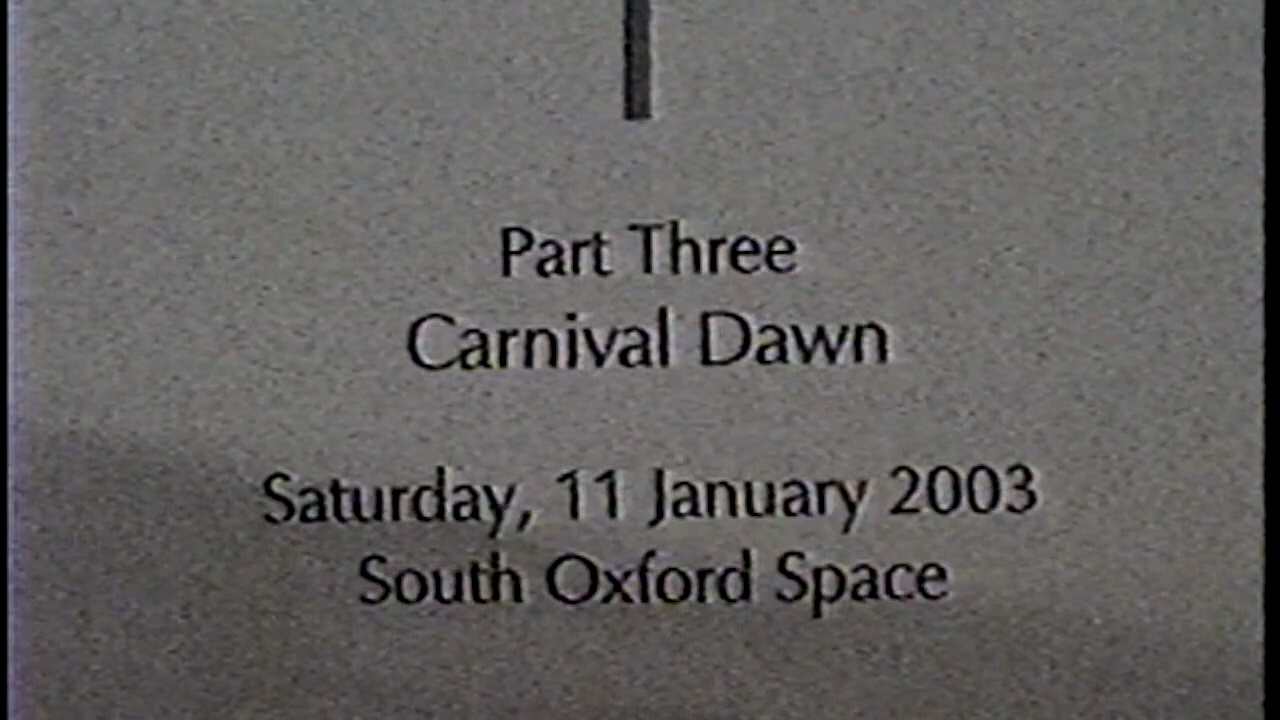 Part Three
Carnival Dawn
Saturday, 11 January 2003
South Oxford Space